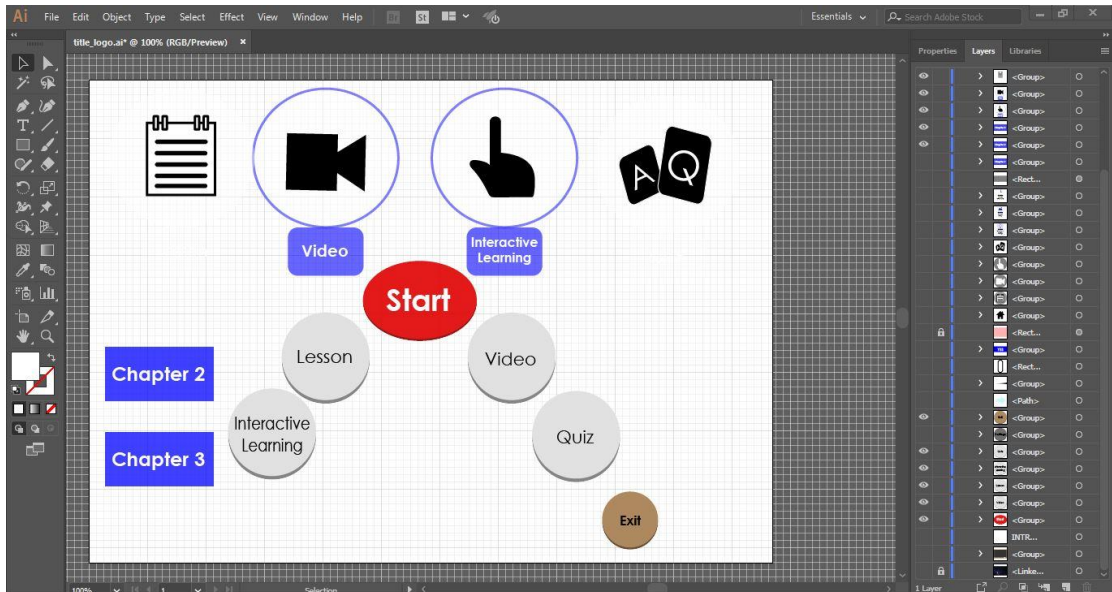 Ai File Edit Object Type Select Effect View Window Help Br St Essentials Search Adobe Stock
title_logo.ai* @ 100% (RGB/Preview) ×
Properties Layers Libraries
A Q
Video
Interactive
Learning
Start
Lesson
Video
Chapter 2
Interactive
Learning
Quiz
Chapter 3
Exit
<Group>
<Group>
<Group>
<Group>
<Group>
<Group>
<Rect...
<Group>
<Group>
<Group>
<Group>
<Group>
<Group>
<Group>
<Group>
<Rect...
<Group>
<Rect...
<Group>
<Path>
<Group>
<Group>
<Group>
<Group>
<Group>
<Group>
<Group>
INTR...
<Group>
<Linke...
100% 1 Selection 1 Layer